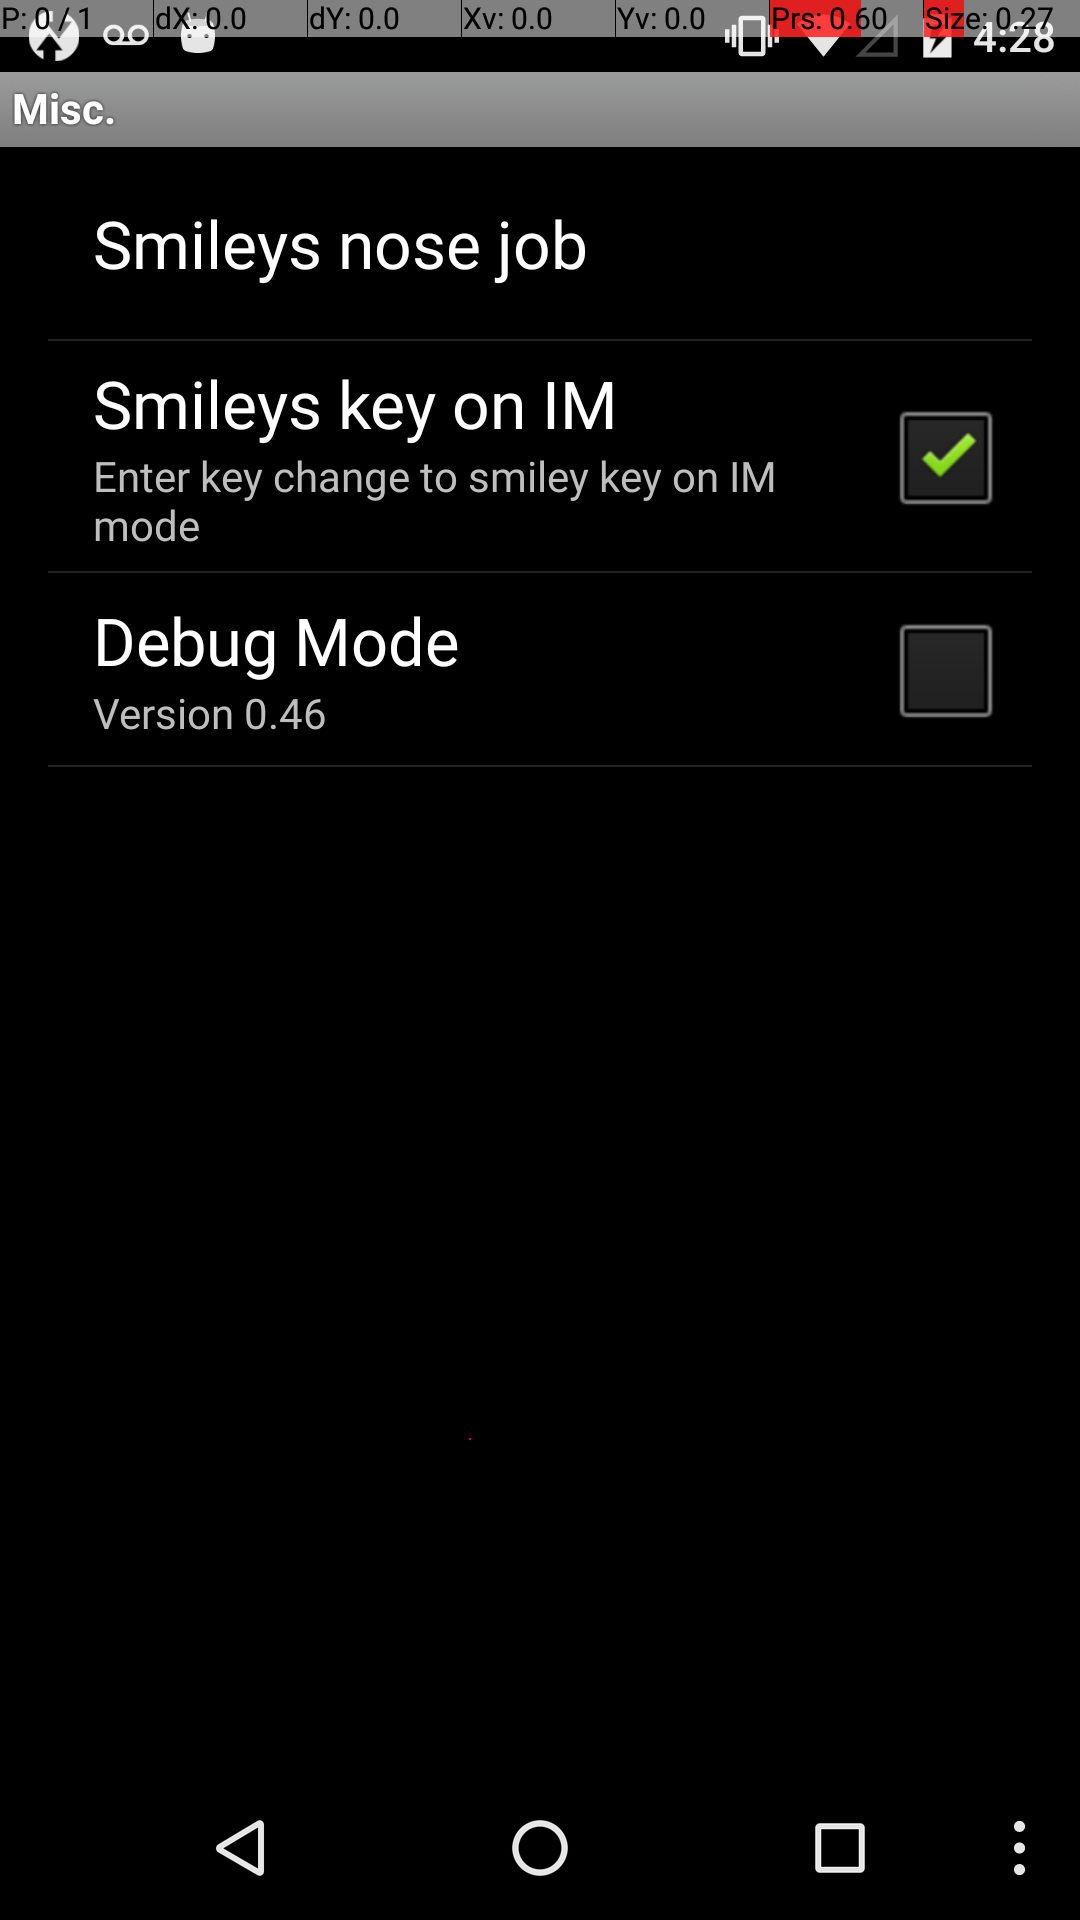 P: 0 / 1 dX: 0.0 dY: 0.0 Xv: 0.0 Yv: 0.0 Prs: 0.60 Size: 0.27
4:28
Misc.
Smileys nose job
Smileys key on IM
Enter key change to smiley key on IM
mode
Debug Mode
Version 0.46